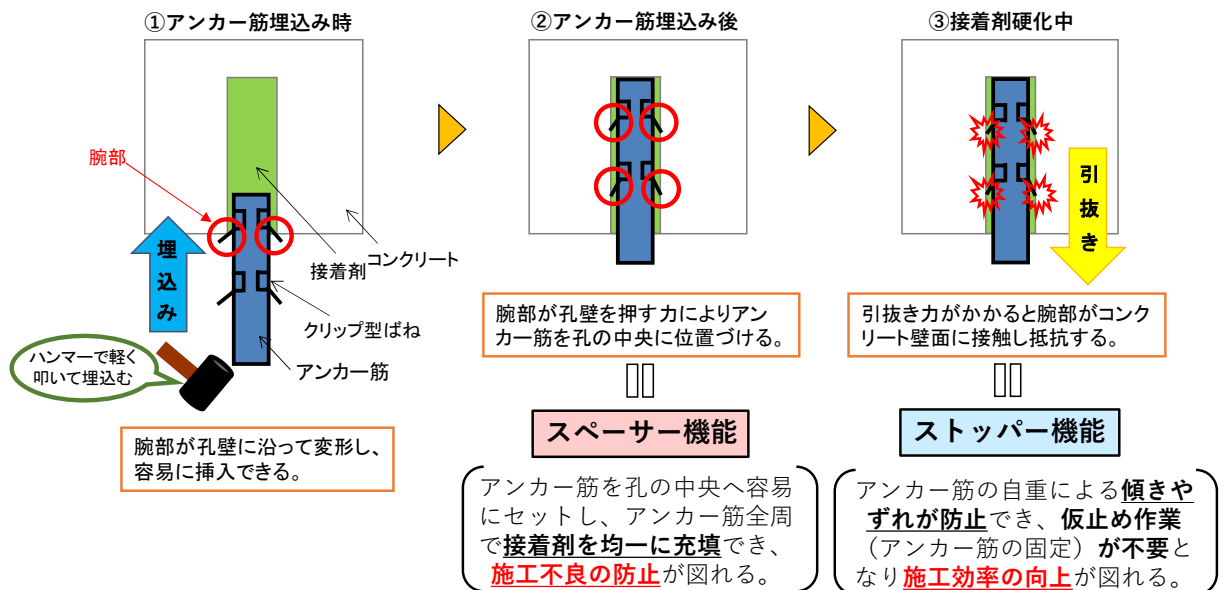 ①アンカー筋埋込み時
腕部
埋込み
接着剤
コンクリート
クリップ型ばね
アンカー筋
ハンマーで軽く
叩いて埋込む
腕部が孔壁に沿って変形し、
容易に挿入できる。
②アンカー筋埋込み後
腕部が孔壁を押す力によりアン
カー筋を孔の中央に位置づける。
スペーサー機能
アンカー筋を孔の中央へ容易
にセットし、アンカー筋全周
で接着剤を均一に充填でき、
施工不良の防止が図れる。
③接着剤硬化中
引抜き
引抜き力がかかると腕部がコンク
リート壁面に接触し抵抗する。
ストッパー機能
アンカー筋の自重による傾きや
ずれが防止でき、仮止め作業
（アンカー筋の固定）が不要と
なり施工効率の向上が図れる。